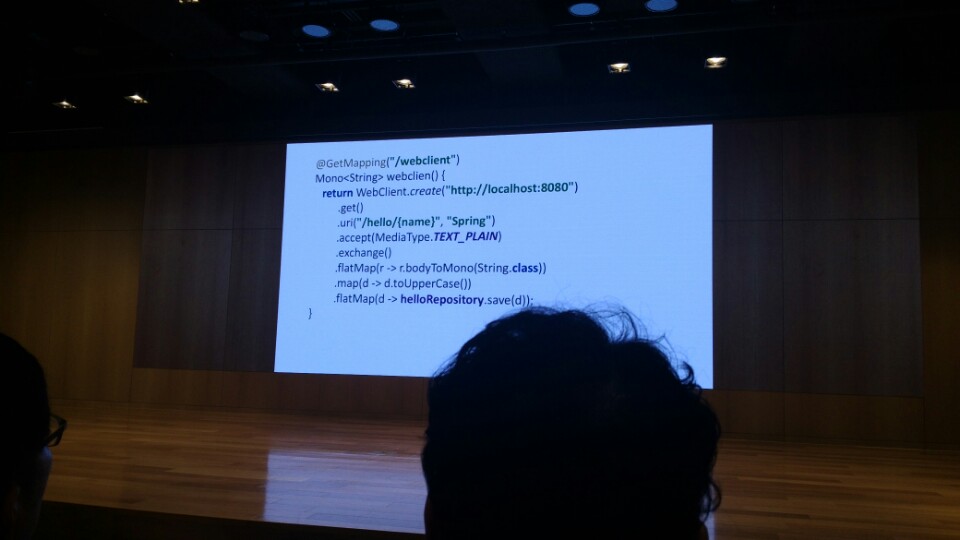 @GetMapping("/webclient")
Mono<String> webclien() {
return WebClient.create("http://localhost:8080")
.get()
.uri("/hello/{name}", "Spring")
.accept(MediaType.TEXT_PLAIN)
.exchange()
.flatMap(r -> r.bodyToMono(String.class))
.map(d -> d.toUpperCase())
.flatMap(d -> helloRepository.save(d));
}